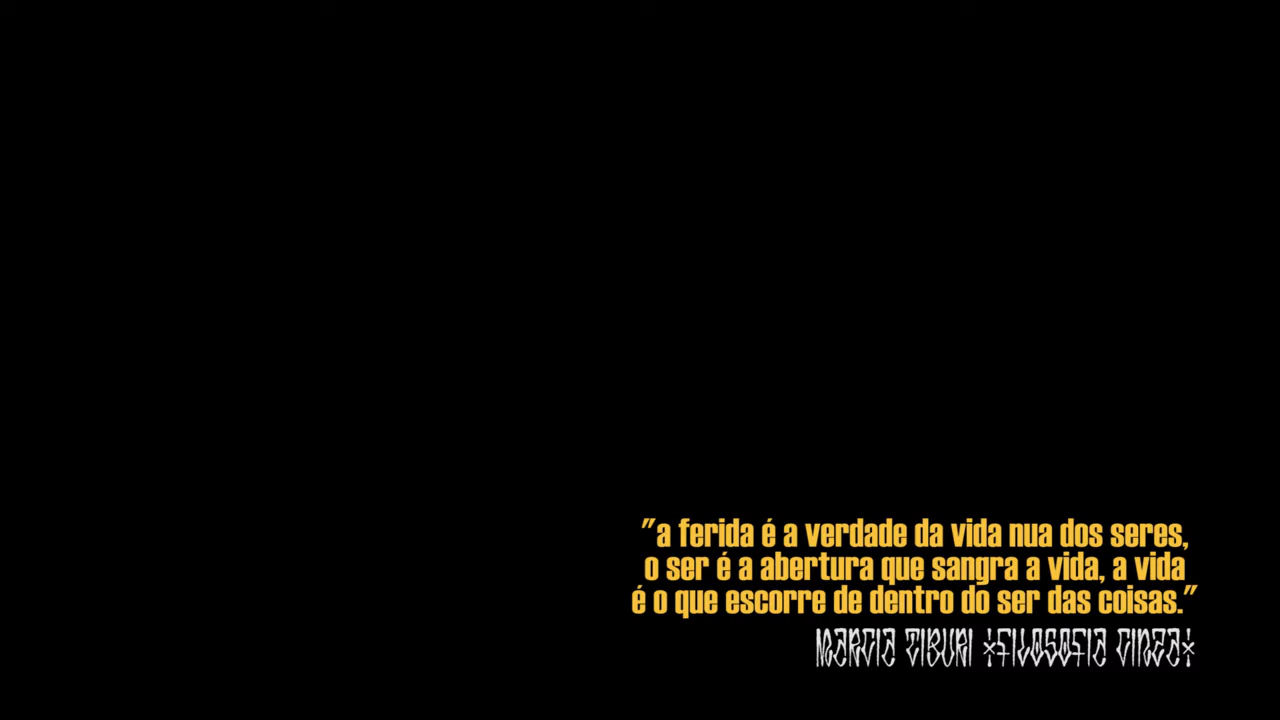 "a ferida é a verdade da vida nua dos seres,
o ser é a abertura que sangra a vida, a vida
é o que escorre de dentro do ser das coisas."
MARCIA TIBURI *FILOSOFIA CINZA*